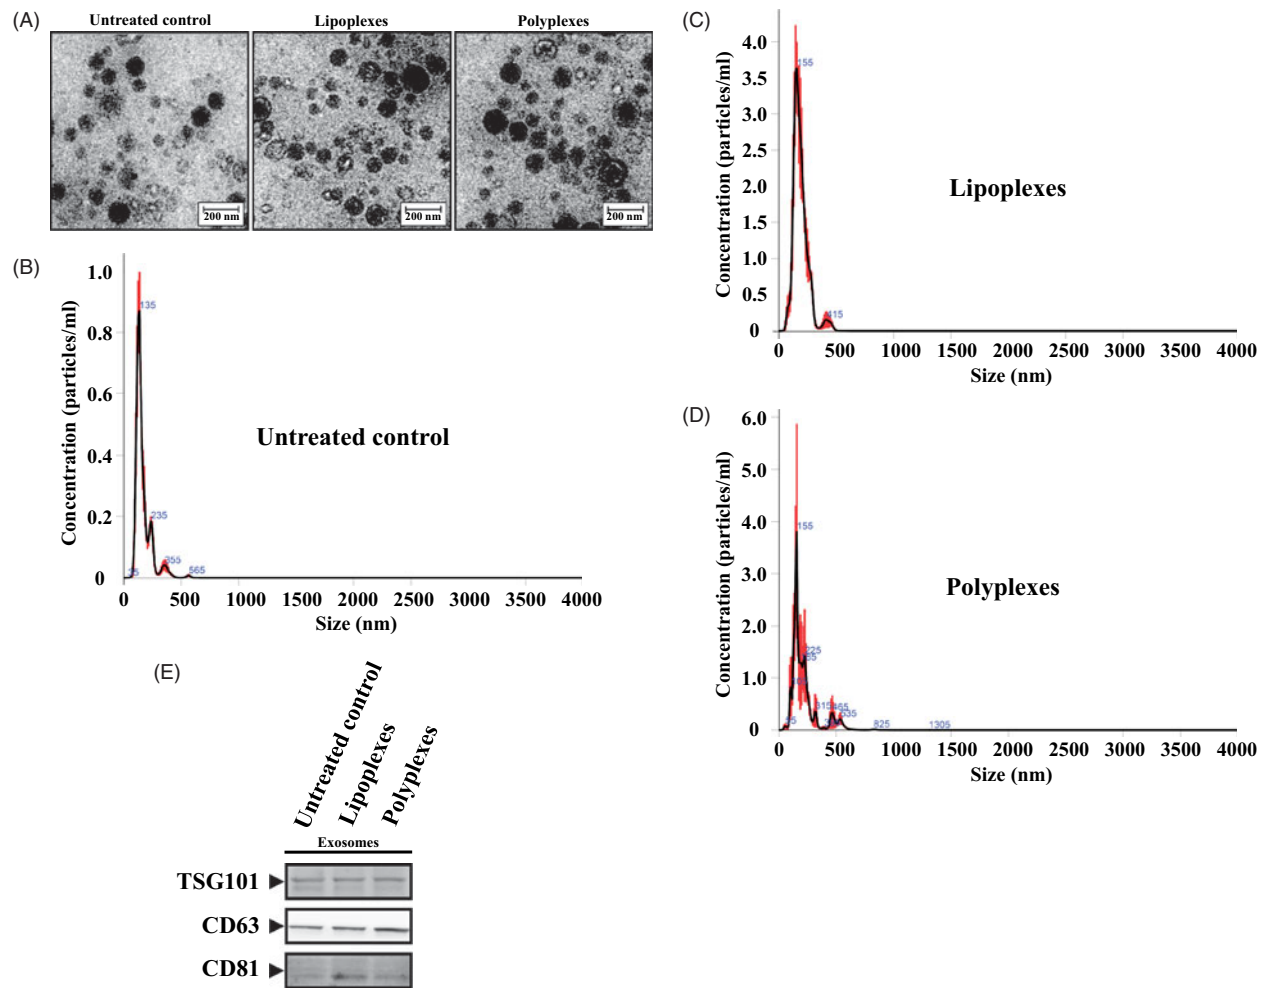 (A)
Untreated control
Lipoplexes
Polyplexes
200 nm
200 nm
200 nm
(B)
Concentration (particles/ml)
1.0
0.8
0.6
0.4
0.2
0
135
235
355
565
Untreated control
0 500 1000 1500 2000 2500 3000 3500 4000
Size (nm)
(C)
Concentration (particles/ml)
4.0
3.5
3.0
2.5
2.0
1.5
1.0
0.5
0
155
415
Lipoplexes
0 500 1000 1500 2000 2500 3000 3500 4000
Size (nm)
(D)
Concentration (particles/ml)
6.0
5.0
4.0
3.0
2.0
1.0
0
155
225
315
465
535
825
1305
Polyplexes
0 500 1000 1500 2000 2500 3000 3500 4000
Size (nm)
(E)
Untreated control
Lipoplexes
Polyplexes
Exosomes
TSG101
CD63
CD81